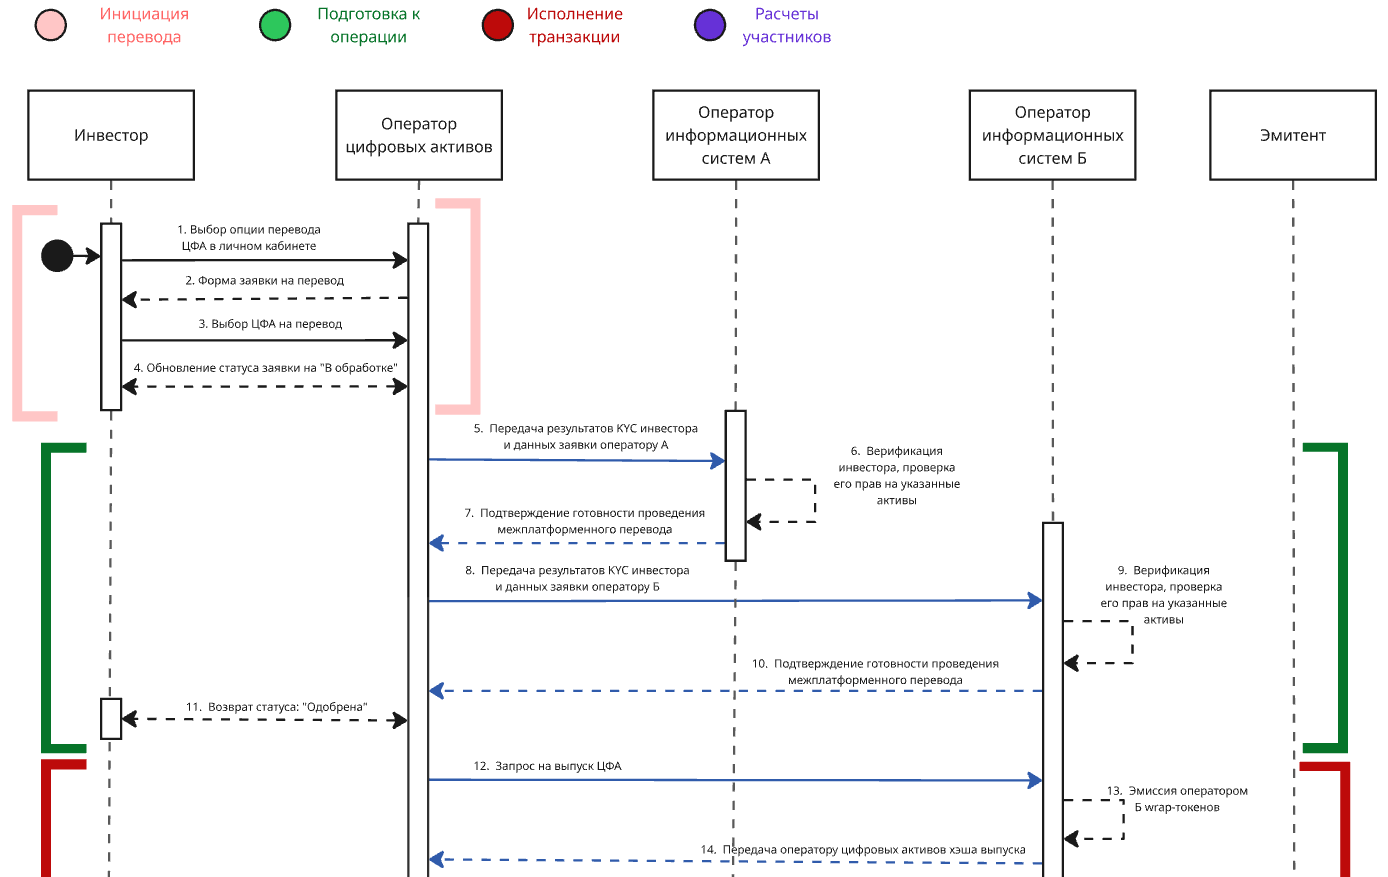 Инициация
перевода
Подготовка к
операции
Исполнение
транзакции
Расчеты
участников
Инвестор
Оператор
цифровых активов
Оператор
информационных
систем А
Оператор
информационных
систем Б
Эмитент
1. Выбор опции перевода
ЦФА в личном кабинете
2. Форма заявки на перевод
3. Выбор ЦФА на перевод
4. Обновление статуса заявки на "В обработке"
5. Передача результатов KYC инвестора
и данных заявки оператору А
6. Верификация
инвестора, проверка
его прав на указанные
активы
7. Подтверждение готовности проведения
межплатформенного перевода
8. Передача результатов KYC инвестора
и данных заявки оператору Б
9. Верификация
инвестора, проверка
его прав на указанные
активы
10. Подтверждение готовности проведения
межплатформенного перевода
11. Возврат статуса: "Одобрена"
12. Запрос на выпуск ЦФА
13. Эмиссия оператором
Б wrap-токенов
14. Передача оператору цифровых активов хэша выпуска